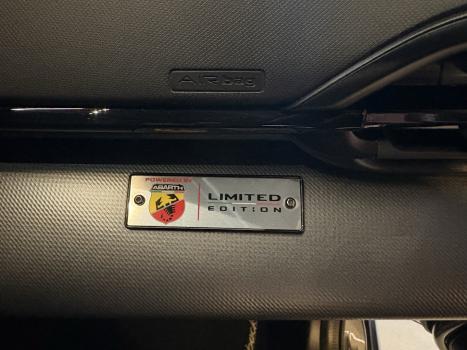 AIRbag
POWERED BY
ABARTH
LIMITED
EDITION